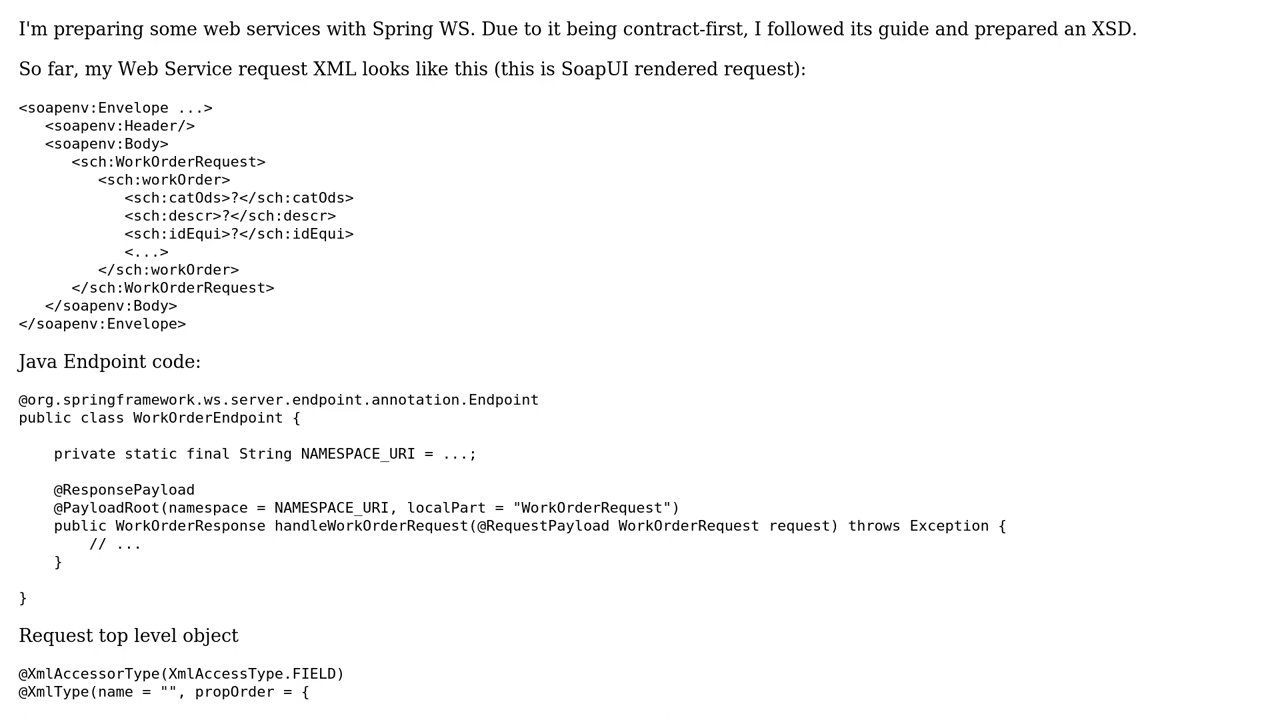 I'm preparing some web services with Spring WS. Due to it being contract-first, I followed its guide and prepared an XSD.
So far, my Web Service request XML looks like this (this is SoapUI rendered request):
<soapenv:Envelope ...>
   <soapenv:Header/>
   <soapenv:Body>
      <sch:WorkOrderRequest>
         <sch:workOrder>
            <sch:catOds>?</sch:catOds>
            <sch:descr>?</sch:descr>
            <sch:idEqui>?</sch:idEqui>
            <...>
         </sch:workOrder>
      </sch:WorkOrderRequest>
   </soapenv:Body>
</soapenv:Envelope>
Java Endpoint code:
@org.springframework.ws.server.endpoint.annotation.Endpoint
public class WorkOrderEndpoint {
    private static final String NAMESPACE_URI = ...;
    @ResponsePayload
    @PayloadRoot(namespace = NAMESPACE_URI, localPart = "WorkOrderRequest")
    public WorkOrderResponse handleWorkOrderRequest(@RequestPayload WorkOrderRequest request) throws Exception {
        // ...
    }
}
Request top level object
@XmlAccessorType(XmlAccessType.FIELD)
@XmlType(name = "", propOrder = {